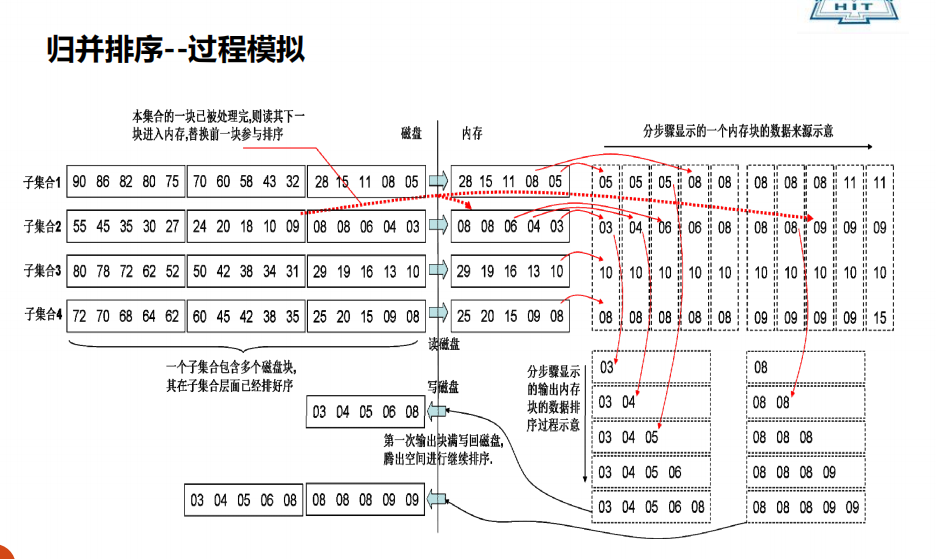 HIT
归并排序--过程模拟
本集合的一块已被处理完,则读其下一
块进入内存,替换前一块参与排序
磁盘
内存
分步骤显示的一个内存块的数据来源示意
子集合1
90 86 82 80 75
70 60 58 43 32
28 15 11 08 05
28 15 11 08 05
05 05 05 08 08
08 08 08 11 11
子集合2
55 45 35 30 27
24 20 18 10 09
08 08 06 04 03
08 08 06 04 03
03 04 06 06 08
08 08 09 09 09
子集合3
80 78 72 62 52
50 42 38 34 31
29 19 16 13 10
29 19 16 13 10
10 10 10 10 10
10 10 10 10 10
子集合4
72 70 68 64 62
60 45 42 38 35
25 20 15 09 08
25 20 15 09 08
08 08 08 08 08
08 09 09 09 15
读磁盘
一个子集合包含多个磁盘块,
其在子集合层面已经排好序
写磁盘
03 04 05 06 08
第一次输出块满写回磁盘,
腾出空间进行继续排序.
03 04 05 06 08
08 08 08 09 09
分步骤显示
的输出内存
块的数据排
序过程示意
03
03 04
03 04 05
03 04 05 06
03 04 05 06 08
08
08 08
08 08 08
08 08 08 09
08 08 08 09 09